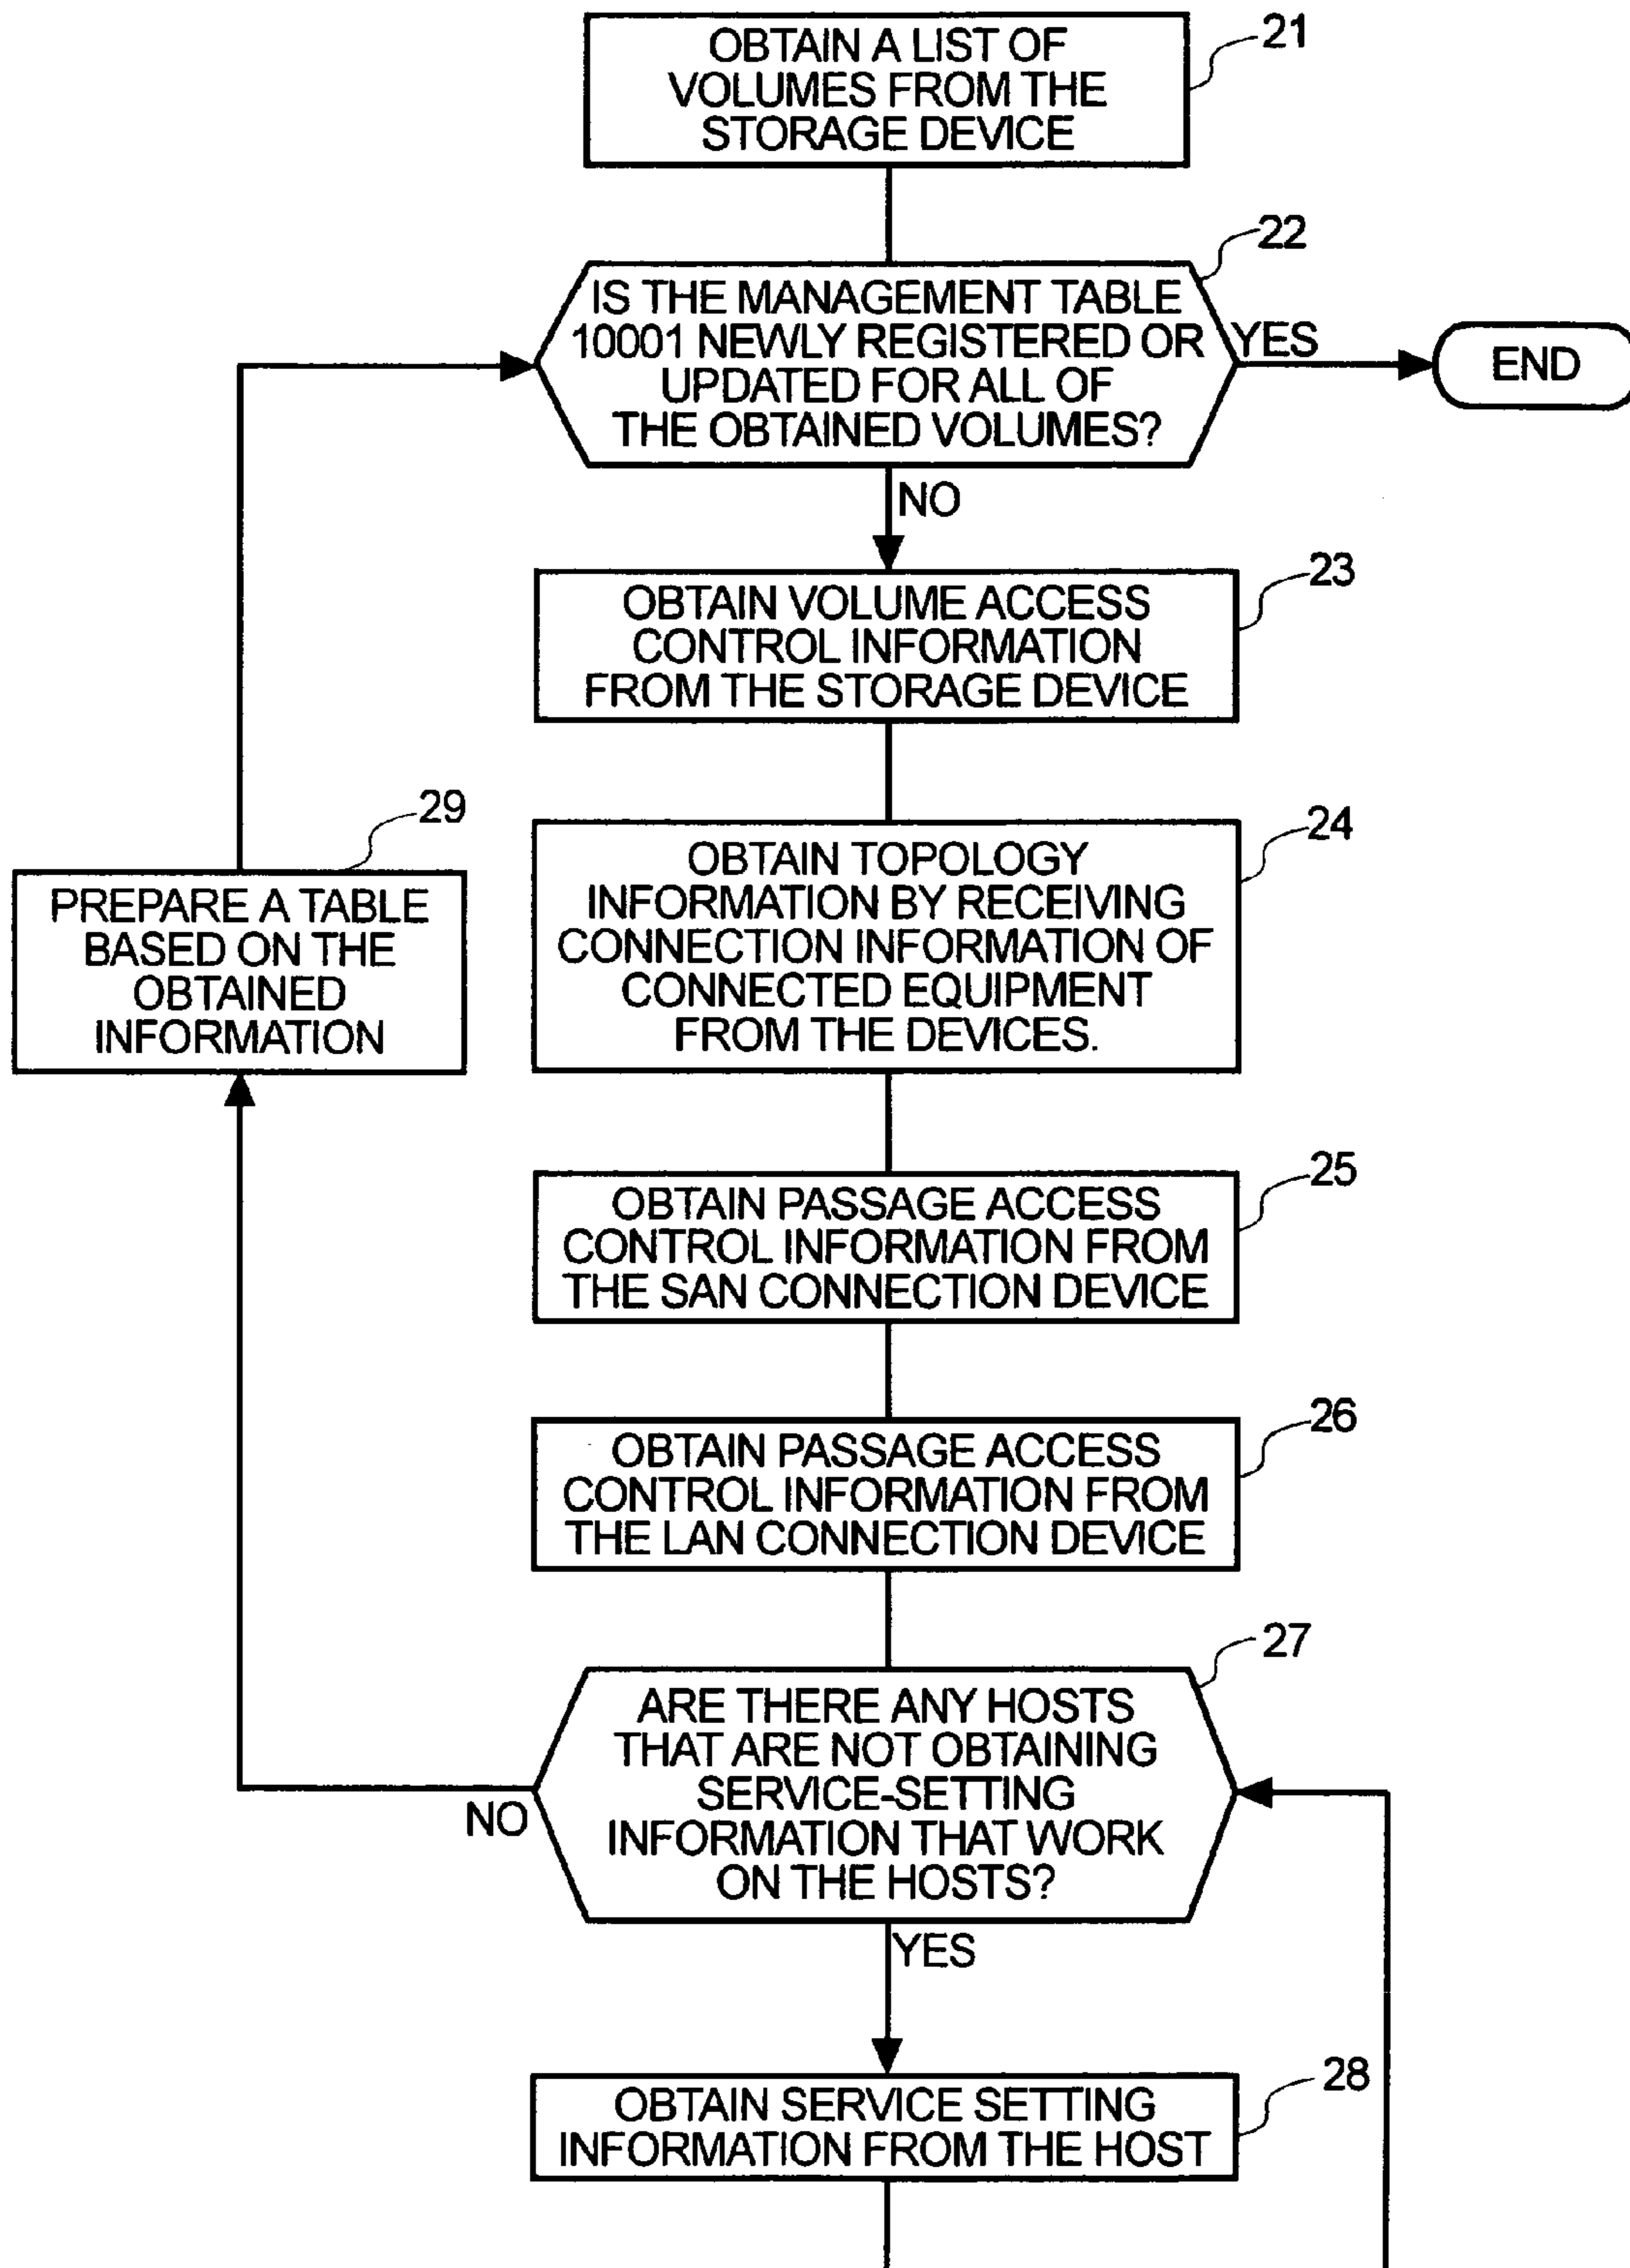 OBTAIN A LIST OF
VOLUMES FROM THE
STORAGE DEVICE
21
IS THE MANAGEMENT TABLE
10001 NEWLY REGISTERED OR
UPDATED FOR ALL OF
THE OBTAINED VOLUMES?
22
YES
END
NO
OBTAIN VOLUME ACCESS
CONTROL INFORMATION
FROM THE STORAGE DEVICE
23
OBTAIN TOPOLOGY
INFORMATION BY RECEIVING
CONNECTION INFORMATION OF
CONNECTED EQUIPMENT
FROM THE DEVICES.
24
PREPARE A TABLE
BASED ON THE
OBTAINED
INFORMATION
29
OBTAIN PASSAGE ACCESS
CONTROL INFORMATION FROM
THE SAN CONNECTION DEVICE
25
OBTAIN PASSAGE ACCESS
CONTROL INFORMATION FROM
THE LAN CONNECTION DEVICE
26
ARE THERE ANY HOSTS
THAT ARE NOT OBTAINING
SERVICE-SETTING
INFORMATION THAT WORK
ON THE HOSTS?
27
NO
YES
OBTAIN SERVICE SETTING
INFORMATION FROM THE HOST
28